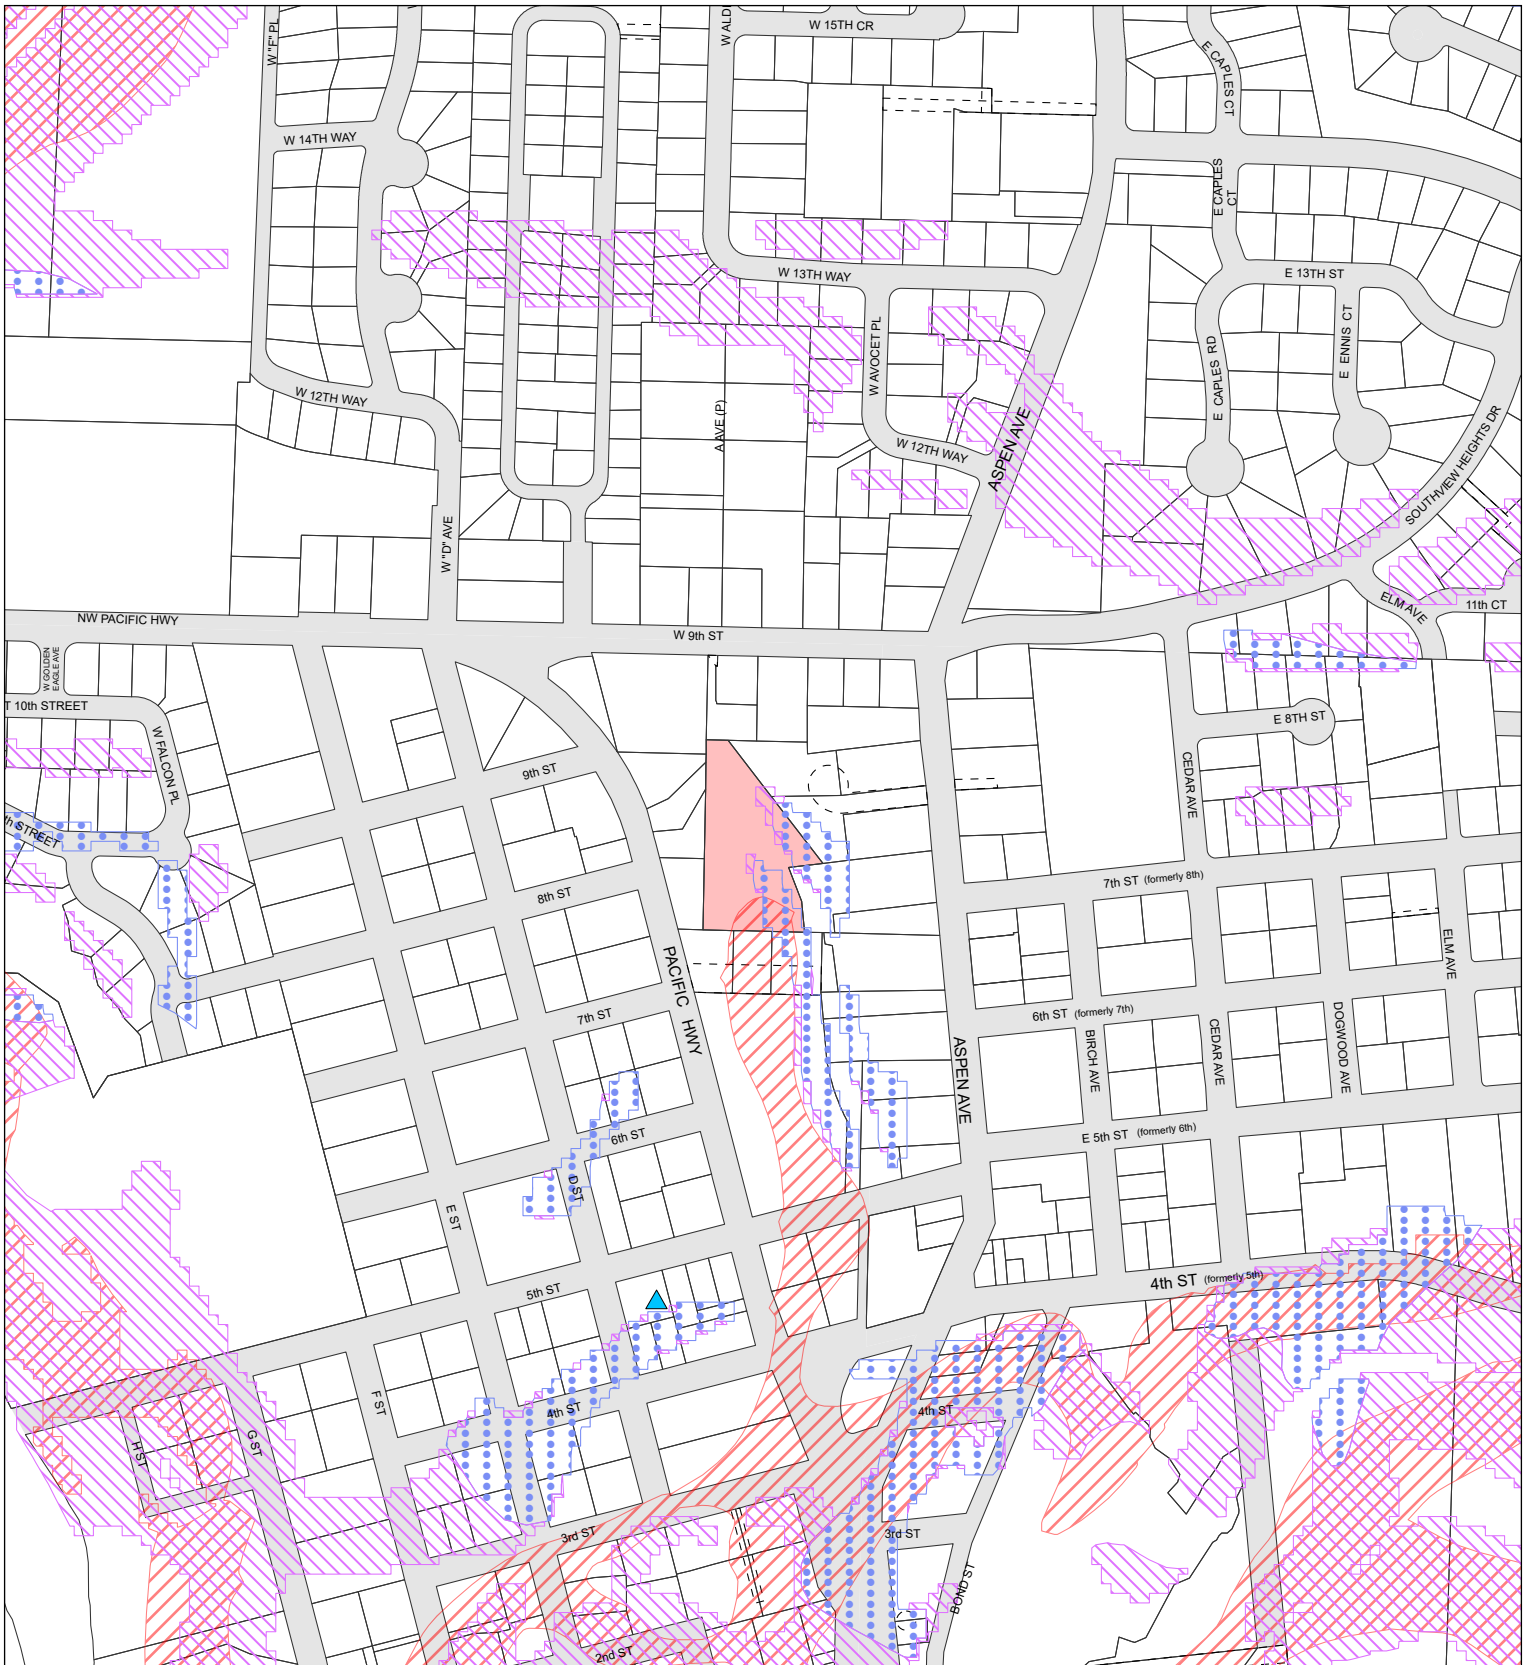 W "F" PL
W ALD
W 15TH CR
E CAPLES CT
W 14TH WAY
E CAPLES
CT
W 13TH WAY
E 13TH ST
W AVOCET PL
E CAPLES RD
E ENNIS CT
W 12TH WAY
A AVE (P)
ASPEN AVE
W 12TH WAY
SOUTHVIEW HEIGHTS DR
W "D" AVE
ELM AVE
11th CT
NW PACIFIC HWY
W 9th ST
W GOLDEN
EAGLE AVE
T 10th STREET
E 8TH ST
W FALCON PL
9th ST
CEDAR AVE
th STREET
7th ST (formerly 8th)
8th ST
ELM AVE
PACIFIC HWY
7th ST
6th ST (formerly 7th)
ASPEN AVE
BIRCH AVE
CEDAR AVE
DOGWOOD AVE
6th ST
E 5th ST (formerly 6th)
D ST
E ST
5th ST
4th ST (formerly 5th)
F ST
4th ST
4th ST
H ST
G ST
3rd ST
3rd ST
BOND ST
2nd ST